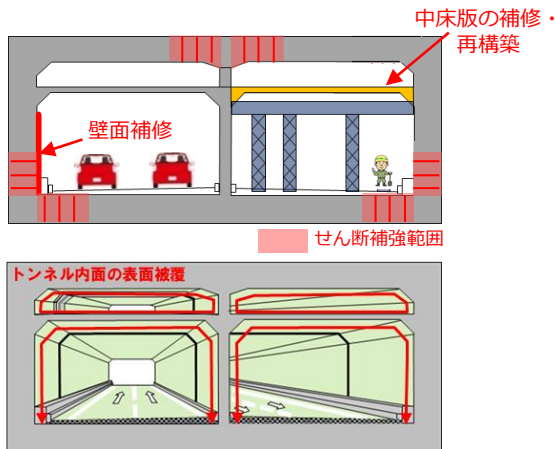 中床版の補修・
再構築
壁面補修
せん断補強範囲
トンネル内面の表面被覆